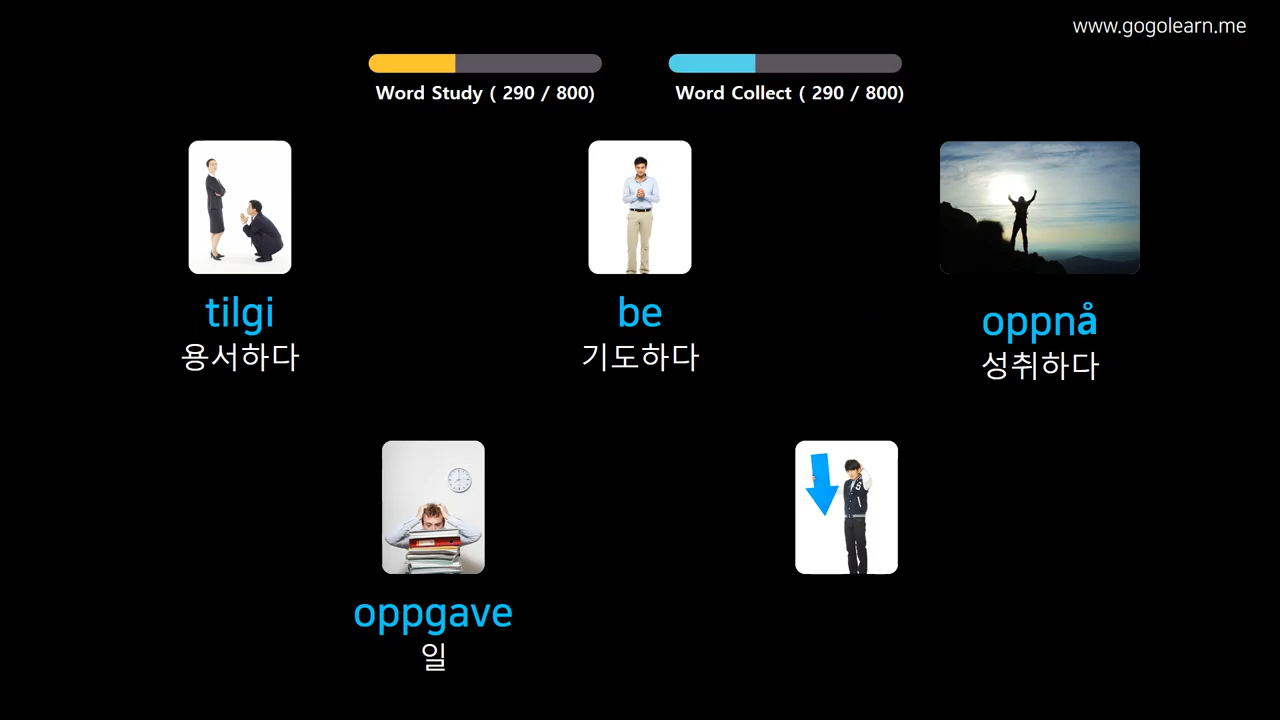 www.gogolearn.me
Word Study ( 290 / 800)
Word Collect ( 290 / 800)
tilgi
용서하다
be
기도하다
oppnå
성취하다
oppgave
일